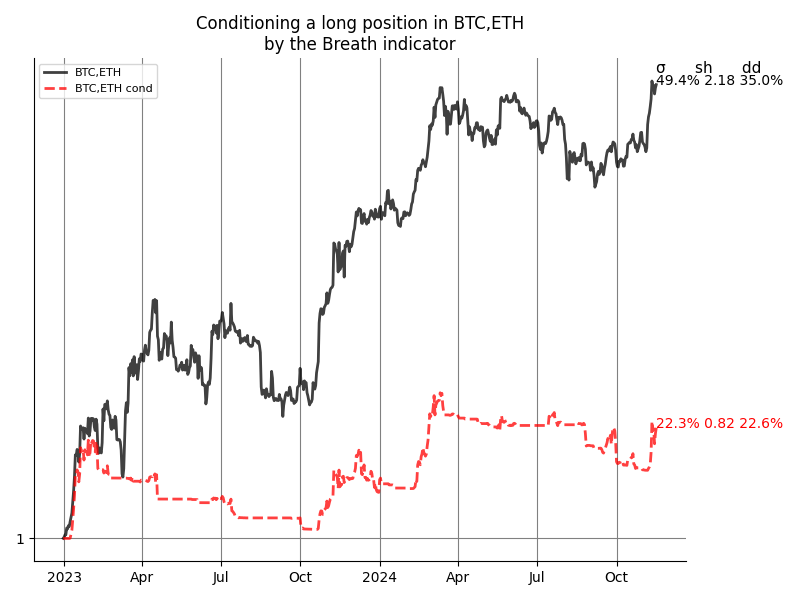 Conditioning a long position in BTC,ETH
by the Breath indicator
BTC,ETH
BTC,ETH cond
σ sh dd
49.4% 2.18 35.0%
22.3% 0.82 22.6%
1
2023 Apr Jul Oct 2024 Apr Jul Oct